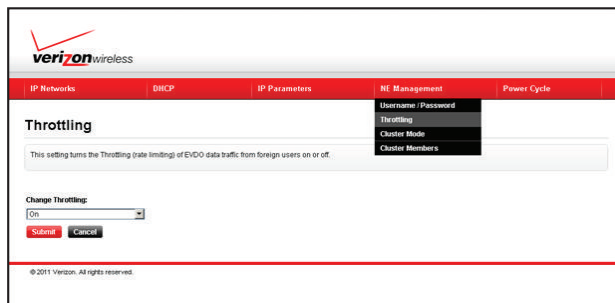 verizonwireless
IP Networks DHCP IP Parameters NE Management Power Cycle
Username / Password
Throttling
Cluster Mode
Cluster Members
Throttling
This setting turns the Throttling (rate limiting) of EVDO data traffic from foreign users on or off.
Change Throttling:
On
Submit Cancel
© 2011 Verizon. All rights reserved.